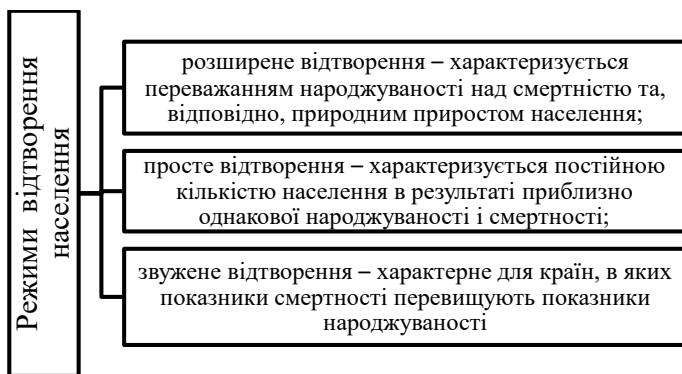 Режими відтворення
населення
розширене відтворення – характеризується
переважанням народжуваності над смертністю та,
відповідно, природним приростом населення;
просте відтворення – характеризується постійною
кількістю населення в результаті приблизно
однакової народжуваності і смертності;
звужене відтворення – характерне для країн, в яких
показники смертності перевищують показники
народжуваності